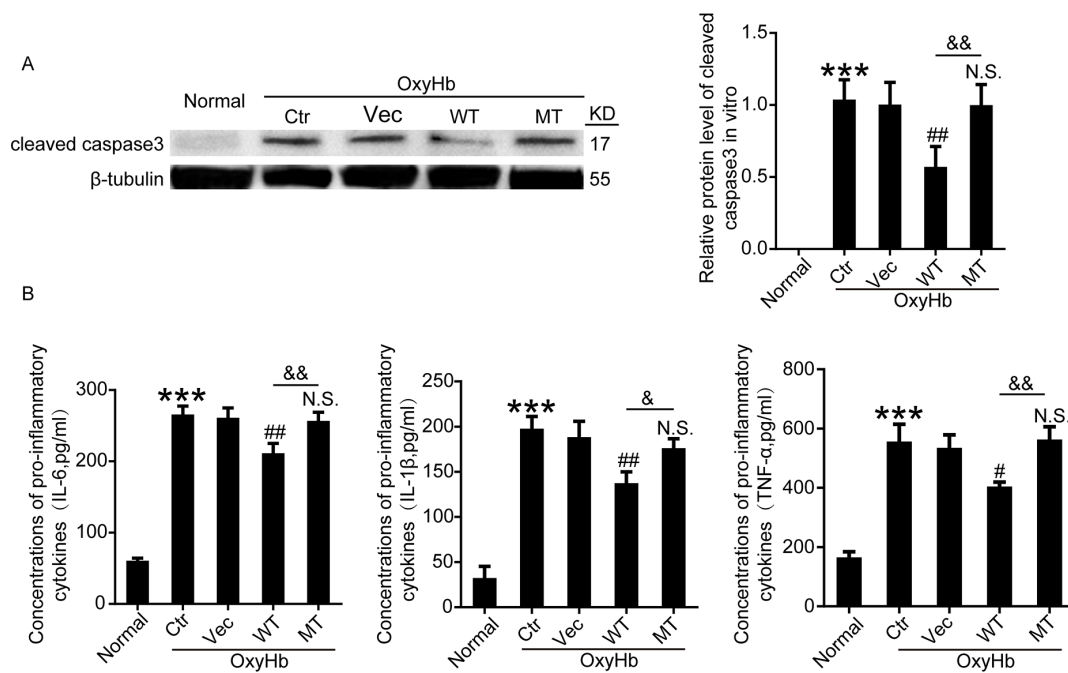 A
OxyHb
Normal
Ctr Vec WT MT KD
cleaved caspase3 17
β-tubulin 55
Relative protein level of cleaved
caspase3 in vitro
1.5
1.0
0.5
0.0
***
##
&&
N.S.
Normal Ctr Vec WT MT
OxyHb
B
Concentrations of pro-inflammatory
cytokines（IL-6,pg/ml）
300
200
100
0
***
##
&&
N.S.
Normal Ctr Vec WT MT
OxyHb
Concentrations of pro-inflammatory
cytokines（IL-1β,pg/ml）
250
200
150
100
50
0
***
##
&
N.S.
Normal Ctr Vec WT MT
OxyHb
Concentrations of pro-inflammatory
cytokines（TNF-α,pg/ml）
800
600
400
200
0
***
#
&&
N.S.
Normal Ctr Vec WT MT
OxyHb